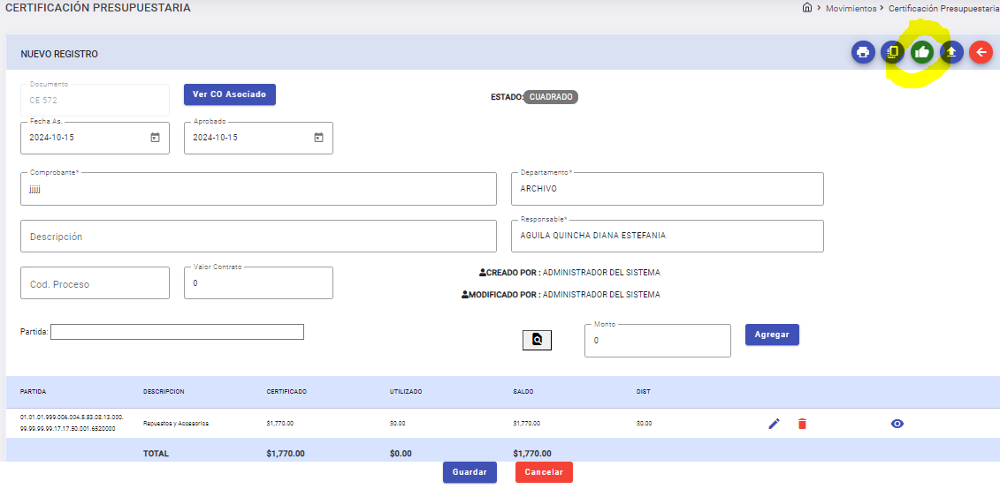 CERTIFICACIÓN PRESUPUESTARIA
Movimientos > Certificación Presupuestaria
NUEVO REGISTRO
Documento
CE 572
Ver CO Asociado
ESTADO: CUADRADO
Fecha As.
2024-10-15
Aprobado
2024-10-15
Comprobante*
jjjjj
Departamento*
ARCHIVO
Descripción
Responsable*
AGUILA QUINCHA DIANA ESTEFANIA
Cod. Proceso
Valor Contrato
0
CREADO POR : ADMINISTRADOR DEL SISTEMA
MODIFICADO POR : ADMINISTRADOR DEL SISTEMA
Partida:
Monto
0
Agregar
PARTIDA DESCRIPCION CERTIFICADO UTILIZADO SALDO DIST
01.01.01.999.006.004.5.53.08.13.000.
99.99.99.99.17.17.50.001.6520000
Repuestos y Accesorios $1,770.00 $0.00 $1,770.00 $0.00
TOTAL $1,770.00 $0.00 $1,770.00
Guardar Cancelar